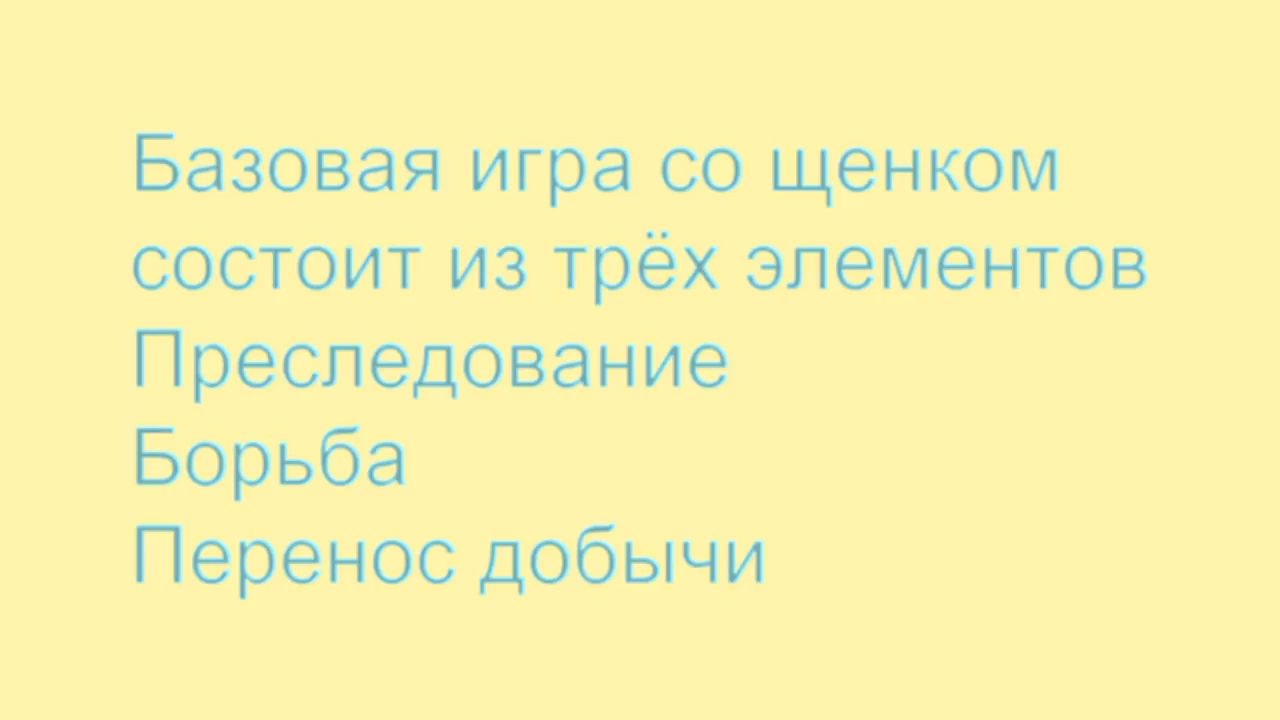 Базовая игра со щенком
состоит из трёх элементов
Преследование
Борьба
Перенос добычи